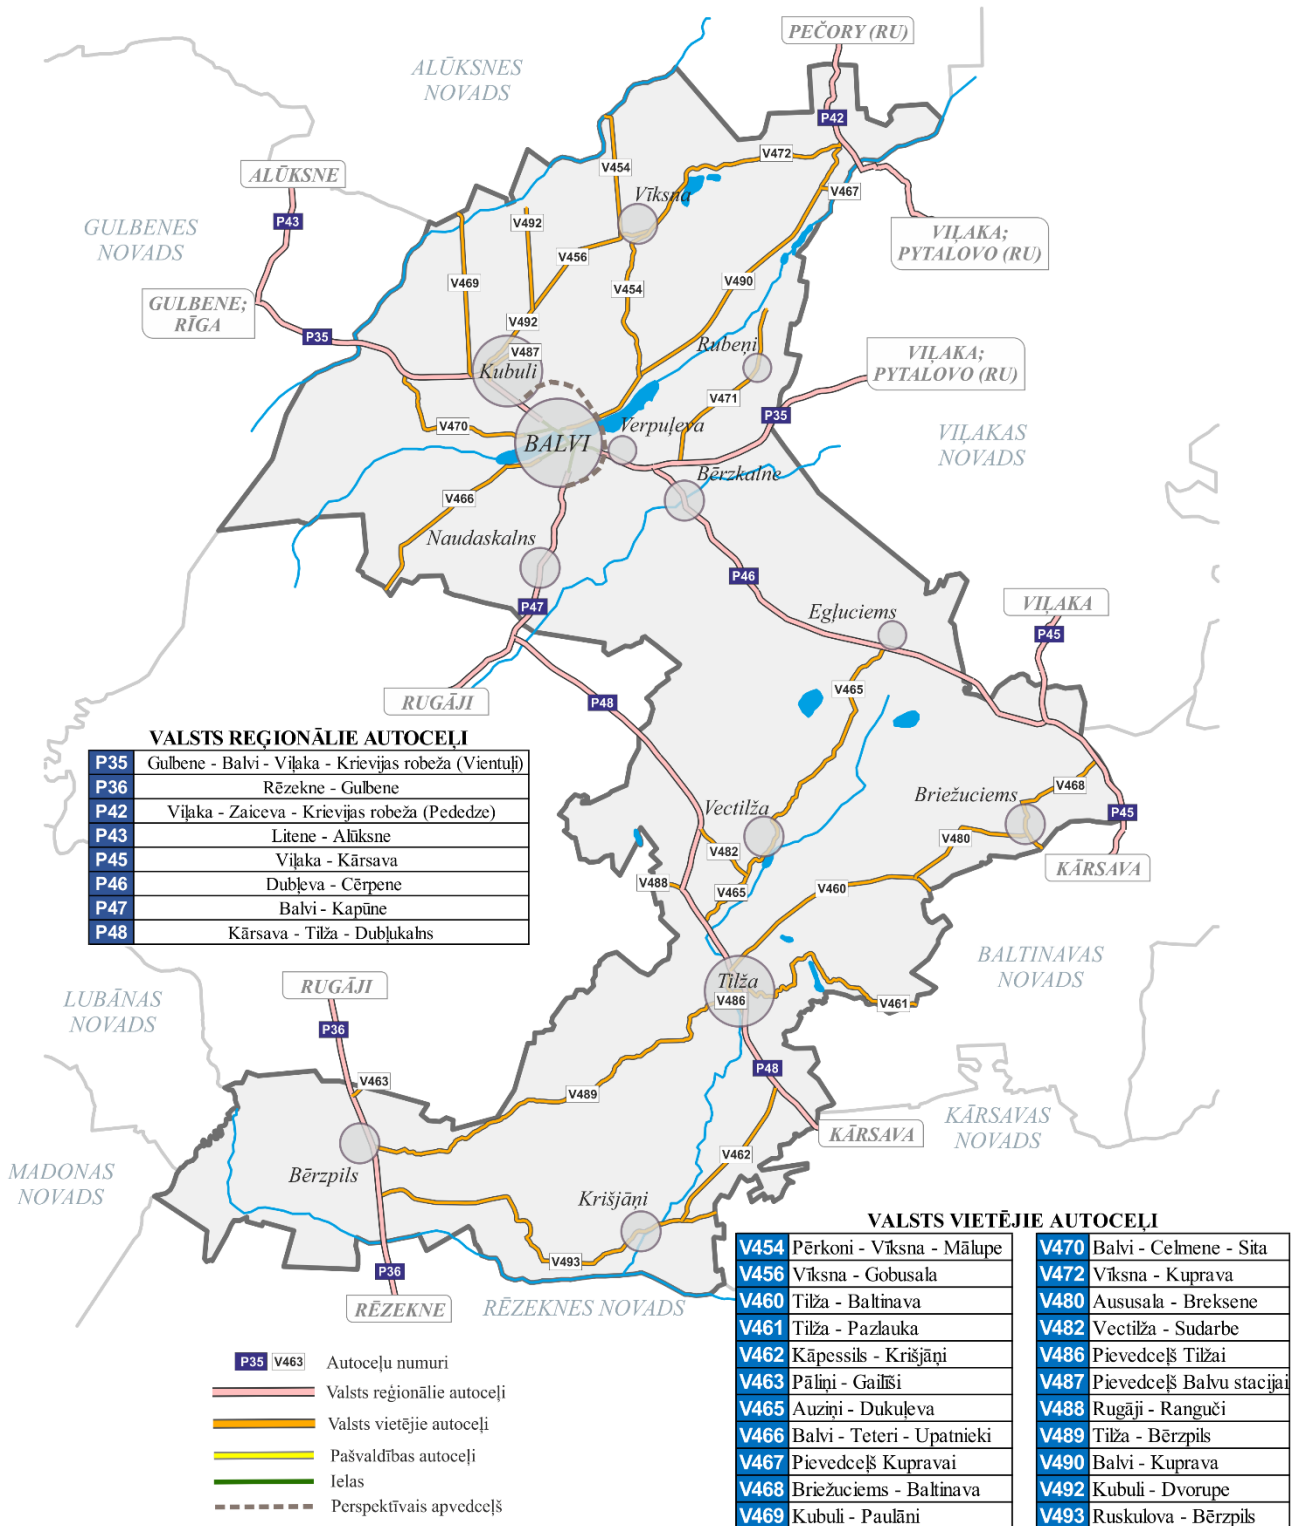 PEČORY (RU)
ALŪKSNES
NOVADS
P42
V472
V454
ALŪKSNE
V467
Vīksna
P43
V492
GULBENES
NOVADS
VIĻAKA;
PYTALOVO (RU)
V456
V469
V454
V490
GULBENE;
RĪGA
V492
P35
Rubeņi
V487
Kubuli
VIĻAKA;
PYTALOVO (RU)
V471
P35
V470
Verpuļeva
BALVI
VIĻAKAS
NOVADS
Bērzkalne
V466
Naudaskalns
P46
VIĻAKA
P47
Egļuciems
P45
V465
RUGĀJI
P48
VALSTS REĢIONĀLIE AUTOCEĻI
P35 Gulbene - Balvi - Viļaka - Krievijas robeža (Vientuļi)
P36 Rēzekne - Gulbene
P42 Viļaka - Zaiceva - Krievijas robeža (Pededze)
P43 Litene - Alūksne
P45 Viļaka - Kārsava
P46 Dubļeva - Cērpene
P47 Balvi - Kapūne
P48 Kārsava - Tilža - Dubļukalns
V468
Briežuciems
Vectilža
P45
V480
V482
KĀRSAVA
V488
V465
V460
BALTINAVAS
NOVADS
Tilža
RUGĀJI
V486
V461
LUBĀNAS
NOVADS
P36
P48
V463
V489
KĀRSAVAS
NOVADS
KĀRSAVA
V462
MADONAS
NOVADS
Bērzpils
Krišjāņi
V493
P36
RĒZEKNE
RĒZEKNES NOVADS
VALSTS VIETĒJIE AUTOCEĻI
V454 Pērkoni - Vīksna - Mālupe
V456 Vīksna - Gobusala
V460 Tilža - Baltinava
V461 Tilža - Pazlauka
V462 Kāpessils - Krišjāņi
V463 Pāliņi - Gailīši
V465 Auziņi - Dukuļeva
V466 Balvi - Teteri - Upatnieki
V467 Pievedceļš Kupravai
V468 Briežuciems - Baltinava
V469 Kubuli - Paulāni
V470 Balvi - Celmene - Sita
V472 Vīksna - Kuprava
V480 Aususala - Breksene
V482 Vectilža - Sudarbe
V486 Pievedceļš Tilžai
V487 Pievedceļš Balvu stacijai
V488 Rugāji - Ranguči
V489 Tilža - Bērzpils
V490 Balvi - Kuprava
V492 Kubuli - Dvorupe
V493 Ruskulova - Bērzpils
P35 V463 Autoceļu numuri
Valsts reģionālie autoceļi
Valsts vietējie autoceļi
Pašvaldības autoceļi
Ielas
Perspektīvais apvedceļš